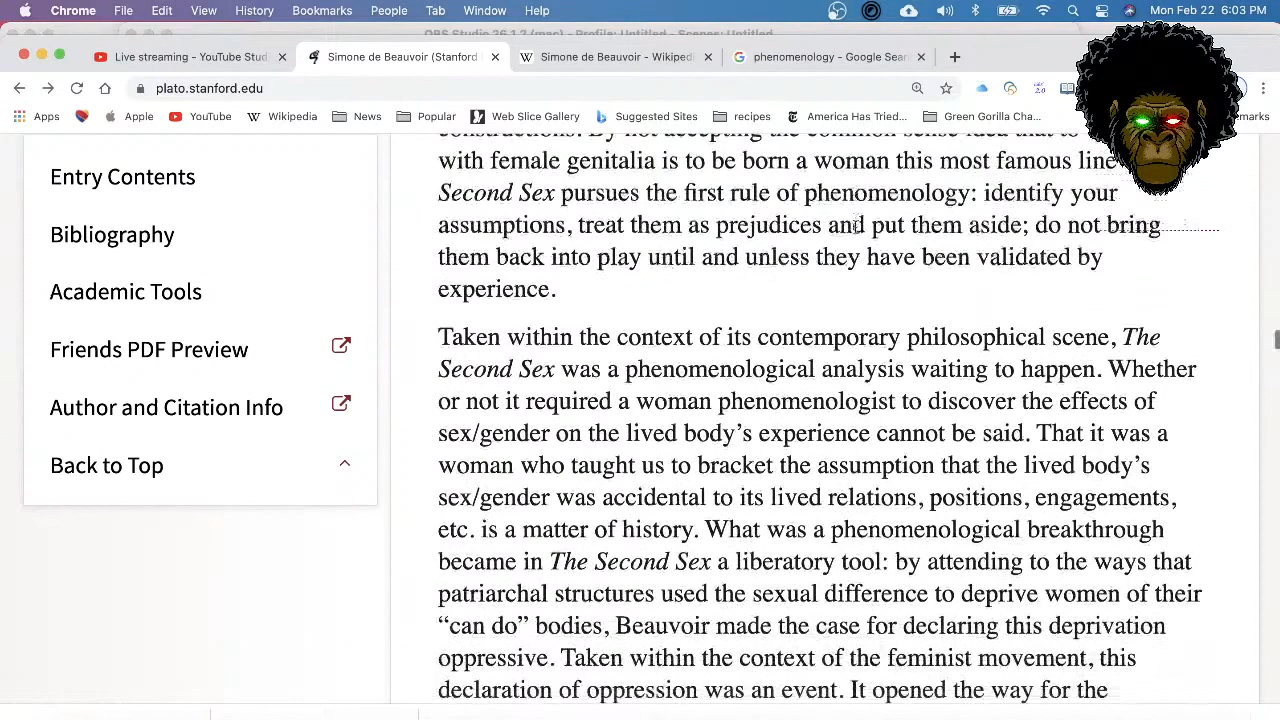 Chrome File Edit View History Bookmarks People Tab Window Help Mon Feb 22 6:03 PM
Live streaming - YouTube Stud Simone de Beauvoir (Stanford Simone de Beauvoir - Wikiped phenomenology - Google Sear
plato.stanford.edu
Apps Apple YouTube Wikipedia News Popular Web Slice Gallery Suggested Sites recipes America Has Tried... Green Gorilla Cha... marks
Entry Contents
Bibliography
Academic Tools
Friends PDF Preview
Author and Citation Info
Back to Top
constructions. By not accepting the common sense idea that to
with female genitalia is to be born a woman this most famous line
Second Sex pursues the first rule of phenomenology: identify your
assumptions, treat them as prejudices and put them aside; do not bring
them back into play until and unless they have been validated by
experience.
Taken within the context of its contemporary philosophical scene, The
Second Sex was a phenomenological analysis waiting to happen. Whether
or not it required a woman phenomenologist to discover the effects of
sex/gender on the lived body’s experience cannot be said. That it was a
woman who taught us to bracket the assumption that the lived body’s
sex/gender was accidental to its lived relations, positions, engagements,
etc. is a matter of history. What was a phenomenological breakthrough
became in The Second Sex a liberatory tool: by attending to the ways that
patriarchal structures used the sexual difference to deprive women of their
“can do” bodies, Beauvoir made the case for declaring this deprivation
oppressive. Taken within the context of the feminist movement, this
declaration of oppression was an event. It opened the way for the